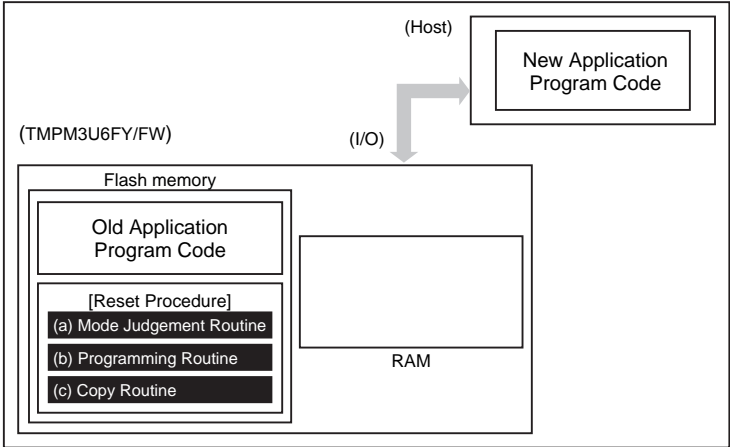 (Host)
New Application
Program Code
(TMPM3U6FY/FW)
(I/O)
Flash memory
Old Application
Program Code
[Reset Procedure]
(a) Mode Judgement Routine
(b) Programming Routine
(c) Copy Routine
RAM